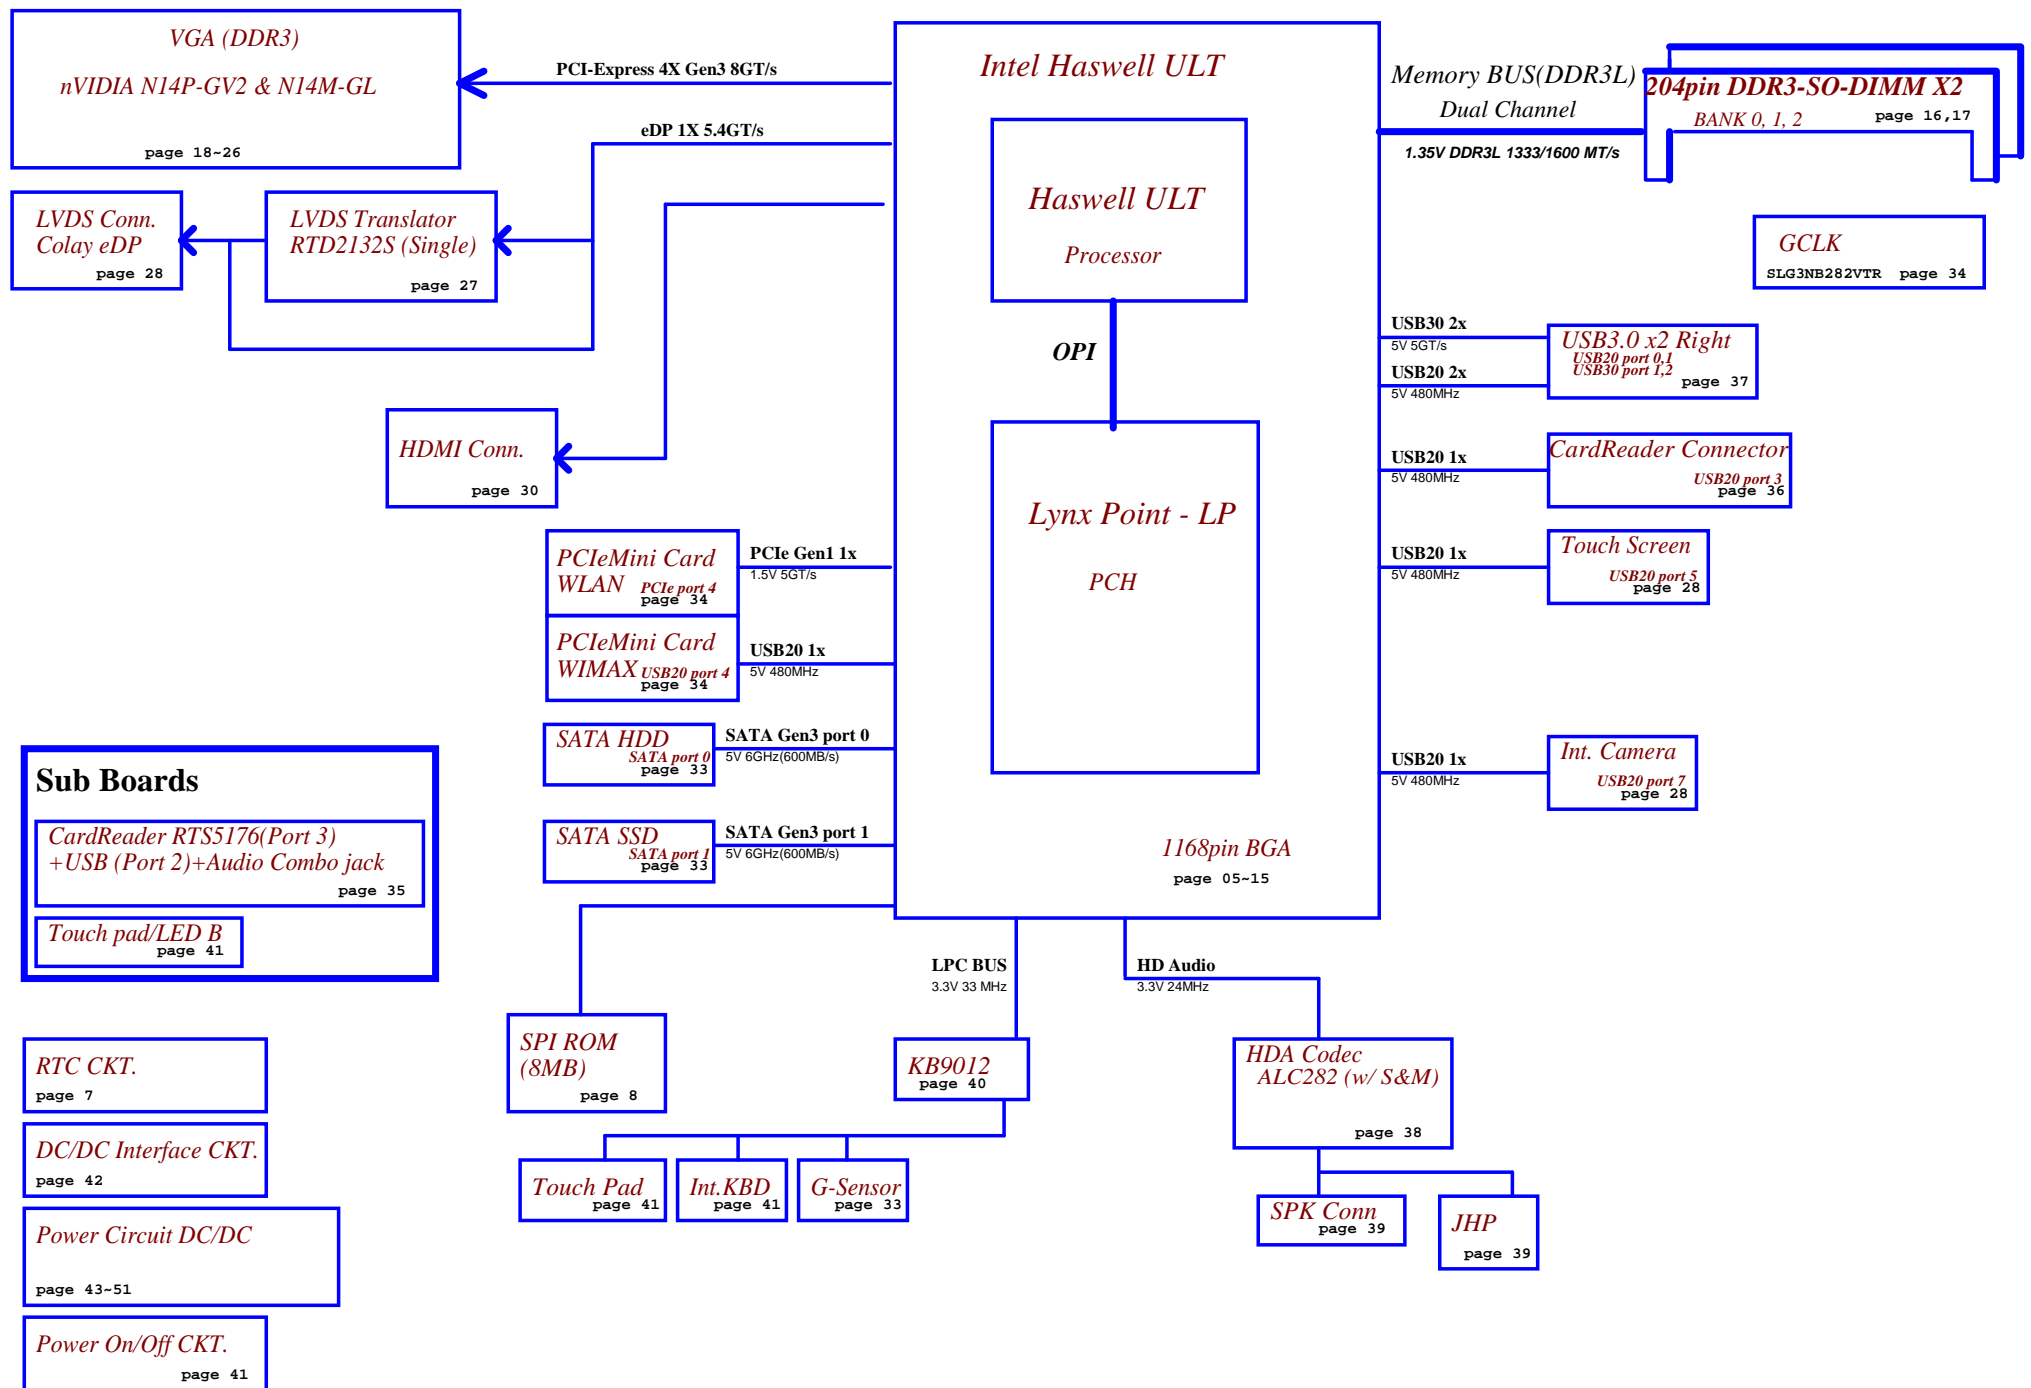 VGA (DDR3)
nVIDIA N14P-GV2 & N14M-GL
page 18~26
PCI-Express 4X Gen3 8GT/s
eDP 1X 5.4GT/s
LVDS Conn.
Colay eDP
page 28
LVDS Translator
RTD2132S (Single)
page 27
HDMI Conn.
page 30
PCIeMini Card
WLAN PCIe port 4
page 34
PCIe Gen1 1x
1.5V 5GT/s
PCIeMini Card
WIMAX USB20 port 4
page 34
USB20 1x
5V 480MHz
SATA HDD
SATA port 0
page 33
SATA Gen3 port 0
5V 6GHz(600MB/s)
SATA SSD
SATA port 1
page 33
SATA Gen3 port 1
5V 6GHz(600MB/s)
Intel Haswell ULT
Haswell ULT
Processor
OPI
Lynx Point - LP
PCH
1168pin BGA
page 05~15
Memory BUS(DDR3L)
Dual Channel
1.35V DDR3L 1333/1600 MT/s
204pin DDR3-SO-DIMM X2
BANK 0, 1, 2 page 16,17
GCLK
SLG3NB282VTR page 34
USB30 2x
5V 5GT/s
USB20 2x
5V 480MHz
USB3.0 x2 Right
USB20 port 0,1
USB30 port 1,2
page 37
USB20 1x
5V 480MHz
CardReader Connector
USB20 port 3
page 36
USB20 1x
5V 480MHz
Touch Screen
USB20 port 5
page 28
USB20 1x
5V 480MHz
Int. Camera
USB20 port 7
page 28
Sub Boards
CardReader RTS5176(Port 3)
+USB (Port 2)+Audio Combo jack
page 35
Touch pad/LED B
page 41
LPC BUS
3.3V 33 MHz
HD Audio
3.3V 24MHz
SPI ROM
(8MB)
page 8
KB9012
page 40
HDA Codec
ALC282 (w/ S&M)
page 38
Touch Pad
page 41
Int.KBD
page 41
G-Sensor
page 33
SPK Conn
page 39
JHP
page 39
RTC CKT.
page 7
DC/DC Interface CKT.
page 42
Power Circuit DC/DC
page 43~51
Power On/Off CKT.
page 41